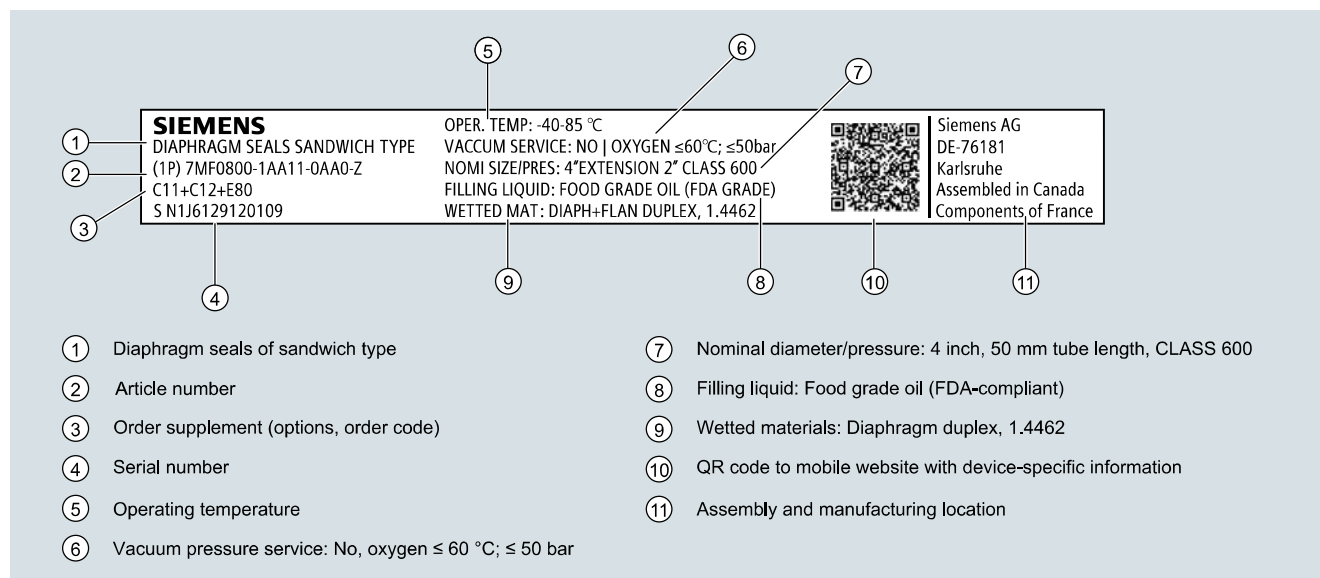 5
6
7
SIEMENS
1 DIAPHRAGM SEALS SANDWICH TYPE
2 (1P) 7MF0800-1AA11-0AA0-Z
3 C11+C12+E80
S N1J6129120109
4
OPER. TEMP: -40-85 °C
VACCUM SERVICE: NO | OXYGEN ≤60°C; ≤50bar
NOMI SIZE/PRES: 4"EXTENSION 2" CLASS 600
FILLING LIQUID: FOOD GRADE OIL (FDA GRADE)
WETTED MAT: DIAPH+FLAN DUPLEX, 1.4462
Siemens AG
DE-76181
Karlsruhe
Assembled in Canada
Components of France
9
8
10
11
1 Diaphragm seals of sandwich type
2 Article number
3 Order supplement (options, order code)
4 Serial number
5 Operating temperature
6 Vacuum pressure service: No, oxygen ≤ 60 °C; ≤ 50 bar
7 Nominal diameter/pressure: 4 inch, 50 mm tube length, CLASS 600
8 Filling liquid: Food grade oil (FDA-compliant)
9 Wetted materials: Diaphragm duplex, 1.4462
10 QR code to mobile website with device-specific information
11 Assembly and manufacturing location